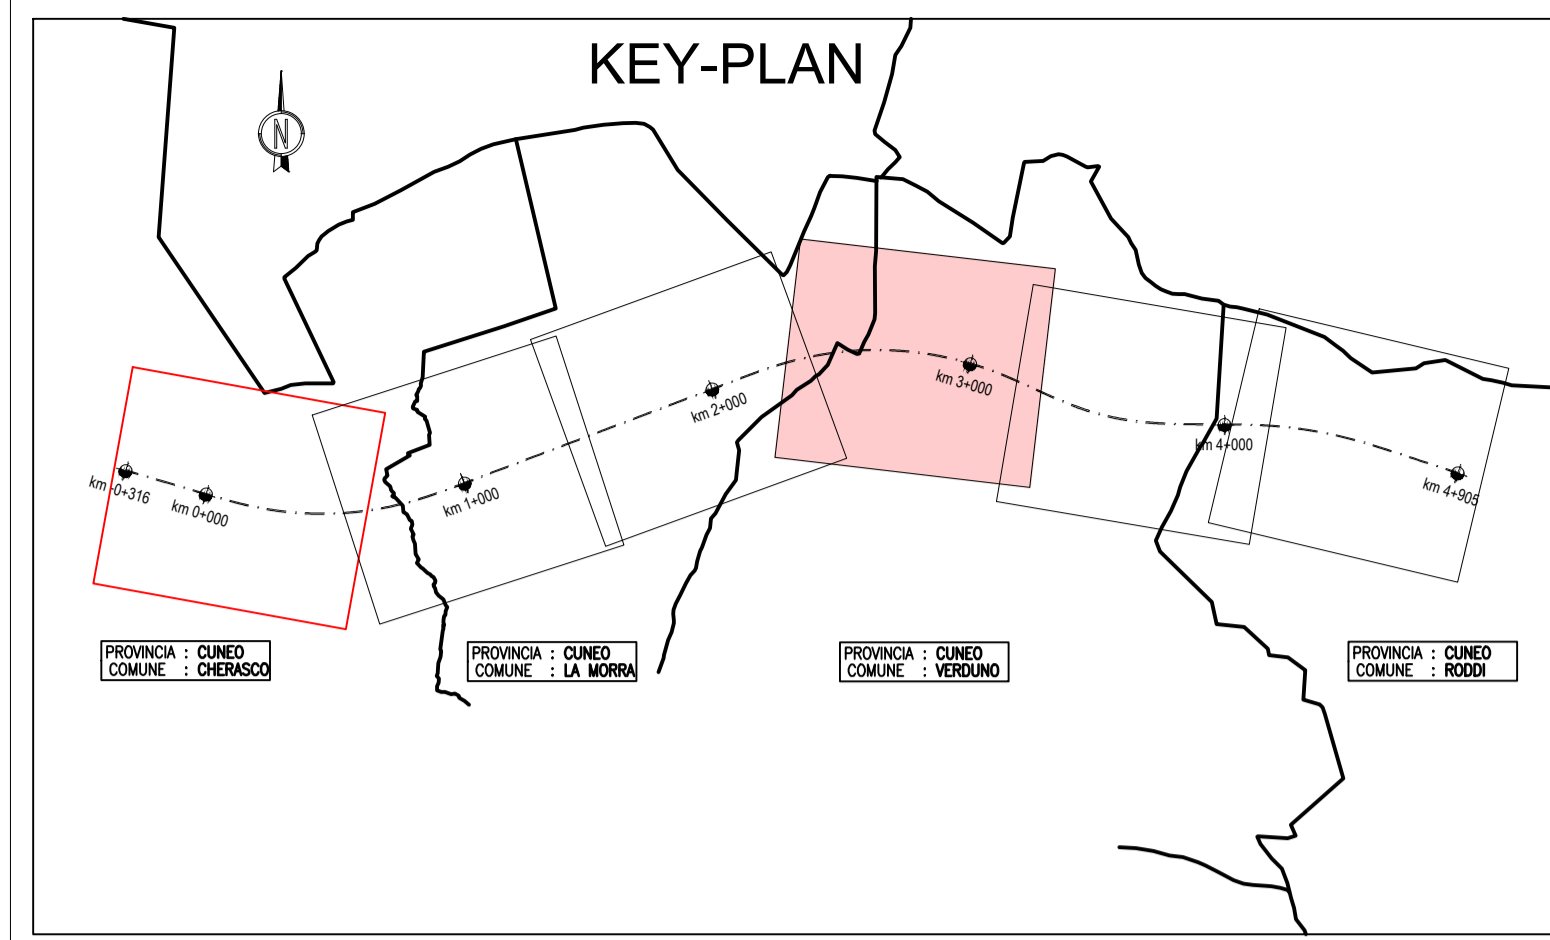 KEY-PLAN
N
km -0+316
km 0+000
km 1+000
km 2+000
km 3+000
km 4+000
km 4+905
PROVINCIA : CUNEO
COMUNE : CHERASCO
PROVINCIA : CUNEO
COMUNE : LA MORRA
PROVINCIA : CUNEO
COMUNE : VERDUNO
PROVINCIA : CUNEO
COMUNE : RODDI